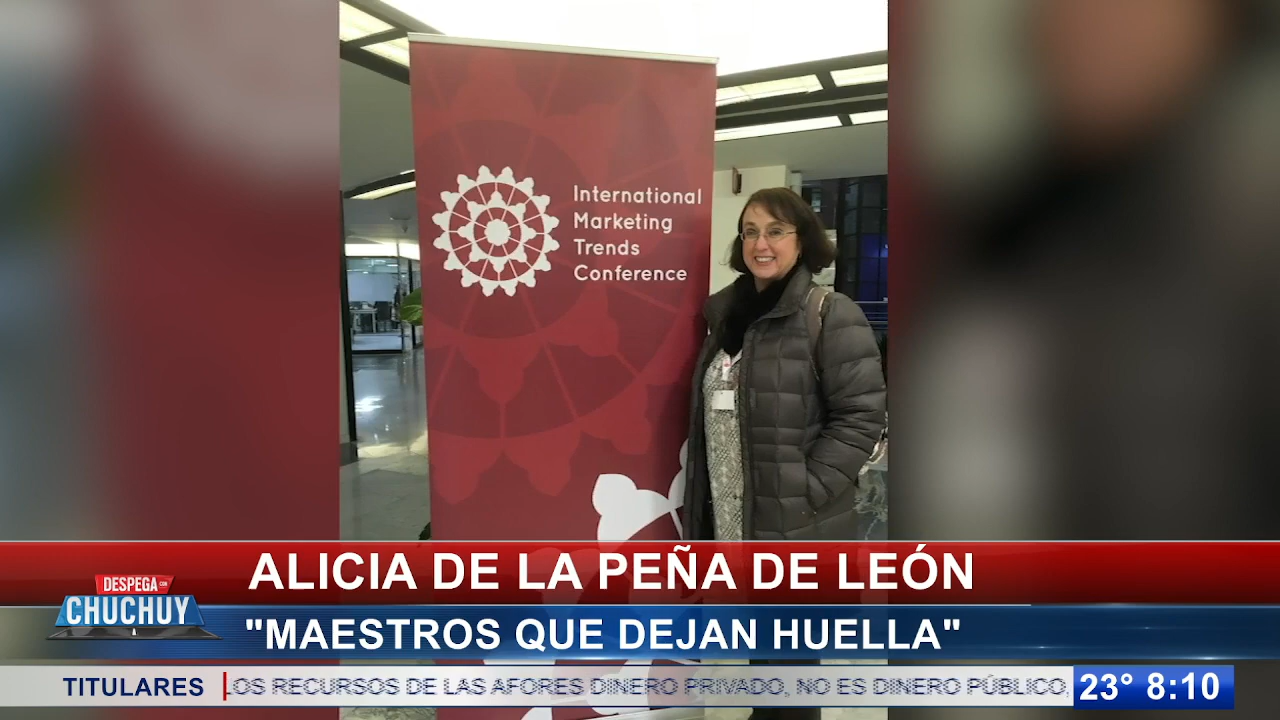 International
Marketing
Trends
Conference
ALICIA DE LA PEÑA DE LEÓN
DESPEGA CON
CHUCHUY
"MAESTROS QUE DEJAN HUELLA"
TITULARES
LOS RECURSOS DE LAS AFORES DINERO PRIVADO, NO ES DINERO PÚBLICO,
23° 8:10